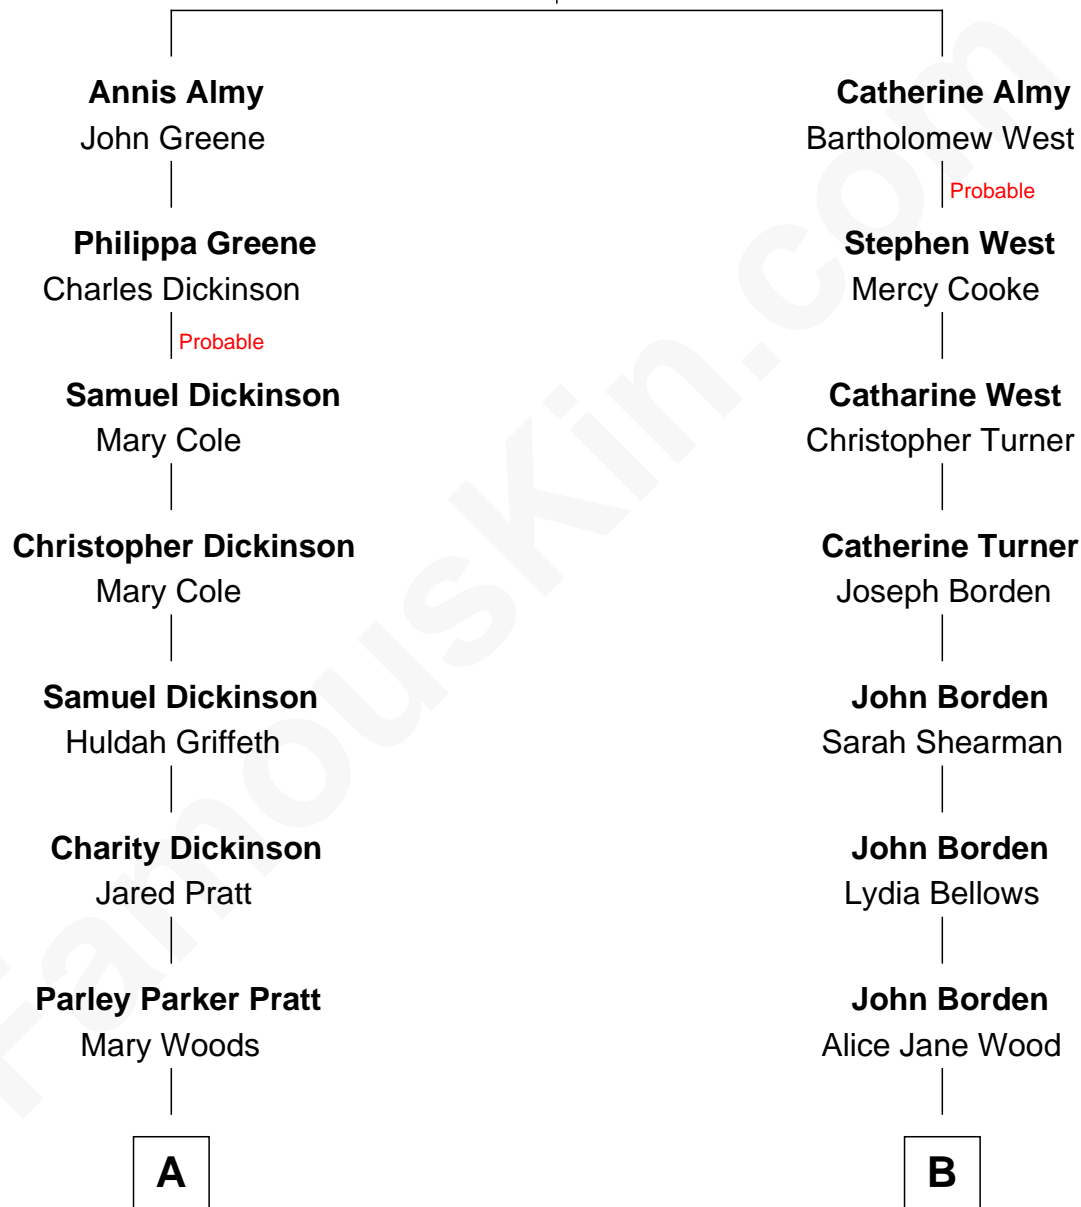 Annis Almy
John Greene
Catherine Almy
Bartholomew West
Probable
Philippa Greene
Charles Dickinson
Stephen West
Mercy Cooke
Probable
Samuel Dickinson
Mary Cole
Catharine West
Christopher Turner
Christopher Dickinson
Mary Cole
Catherine Turner
Joseph Borden
Samuel Dickinson
Huldah Griffeth
John Borden
Sarah Shearman
Charity Dickinson
Jared Pratt
John Borden
Lydia Bellows
Parley Parker Pratt
Mary Woods
John Borden
Alice Jane Wood
A
B
FamousKin.com